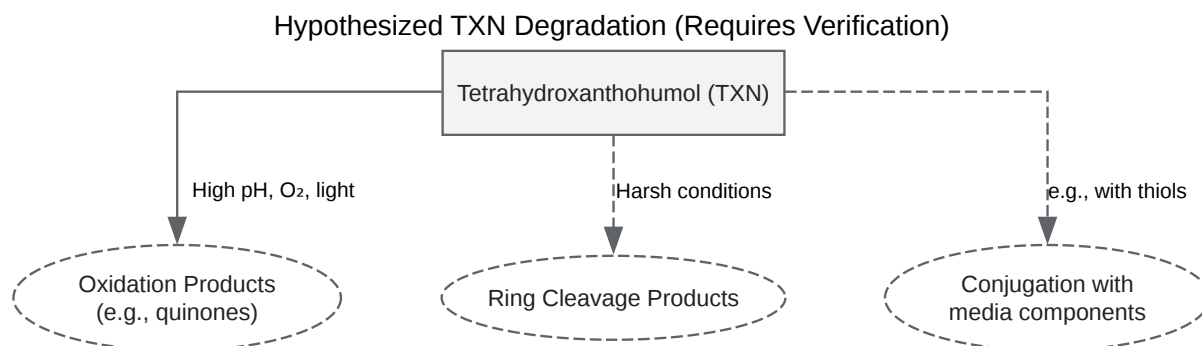 Hypothesized TXN Degradation (Requires Verification)
Tetrahydroxanthohumol (TXN)
High pH, O₂, light
Harsh conditions
e.g., with thiols
Oxidation Products
(e.g., quinones)
Ring Cleavage Products
Conjugation with
media components